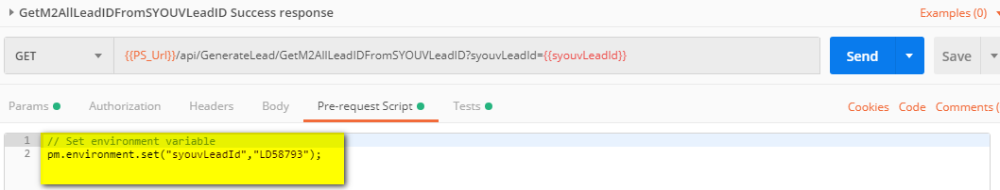 GetM2AllLeadIDFromSYOUVLeadID Success response
Examples (0)
GET
{{PS_Url}}/api/GenerateLead/GetM2AllLeadIDFromSYOUVLeadID?syouvLeadId={{syouvLeadId}}
Send
Save
Params
Authorization
Headers
Body
Pre-request Script
Tests
Cookies
Code
Comments (
1 // Set environment variable
2 pm.environment.set("syouvLeadId","LD58793");